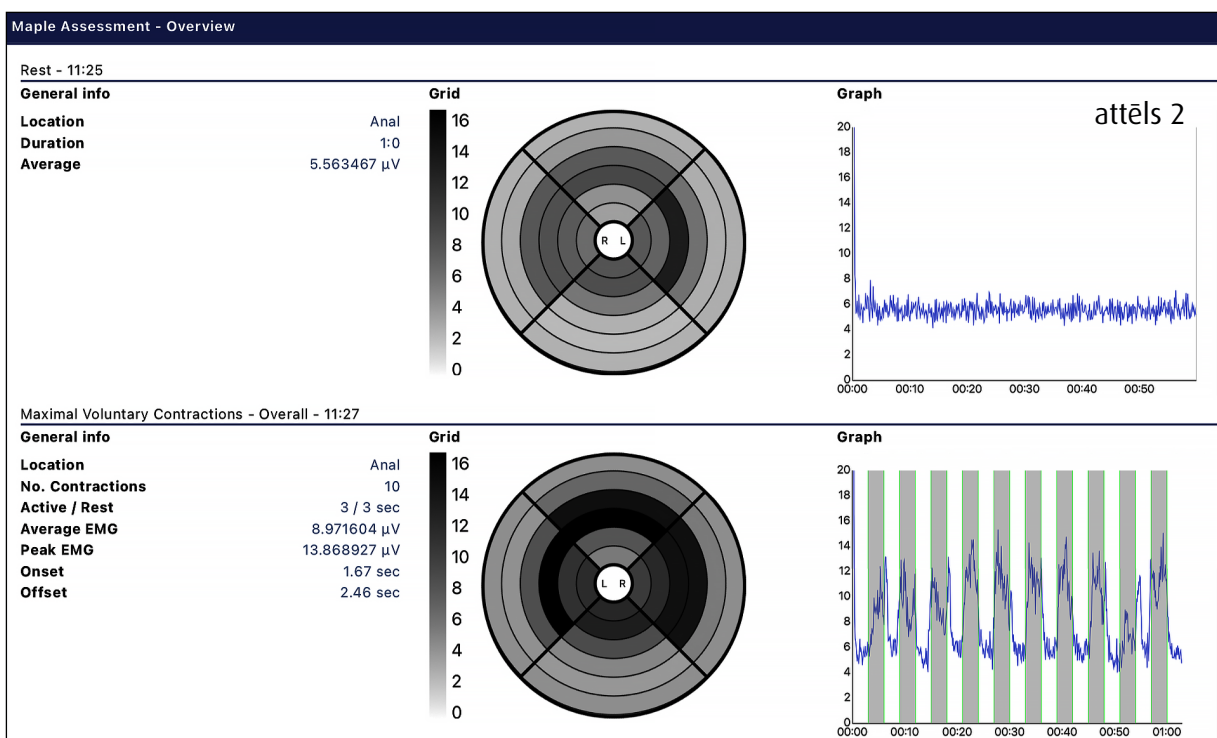 Maple Assessment - Overview
Rest - 11:25
General info
Location Anal
Duration 1:0
Average 5.563467 µV
Grid
16
14
12
10
8
6
4
2
0
R L
Graph
attēls 2
20
18
16
14
12
10
8
6
4
2
0
00:00 00:10 00:20 00:30 00:40 00:50
Maximal Voluntary Contractions - Overall - 11:27
General info
Location Anal
No. Contractions 10
Active / Rest 3 / 3 sec
Average EMG 8.971604 µV
Peak EMG 13.868927 µV
Onset 1.67 sec
Offset 2.46 sec
Grid
16
14
12
10
8
6
4
2
0
L R
Graph
20
18
16
14
12
10
8
6
4
2
0
00:00 00:10 00:20 00:30 00:40 00:50 01:00